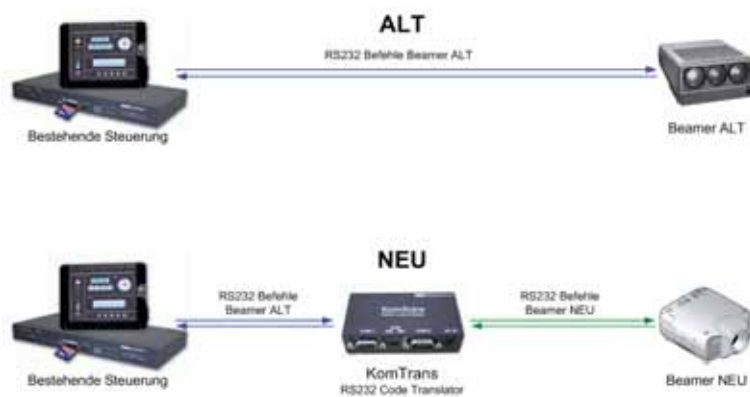 ALT
RS232 Befehle Beamer ALT
Bestehende Steuerung
Beamer ALT
NEU
RS232 Befehle
Beamer ALT
RS232 Befehle
Beamer NEU
KomTrans
Bestehende Steuerung
KomTrans
RS232 Code Translator
Beamer NEU